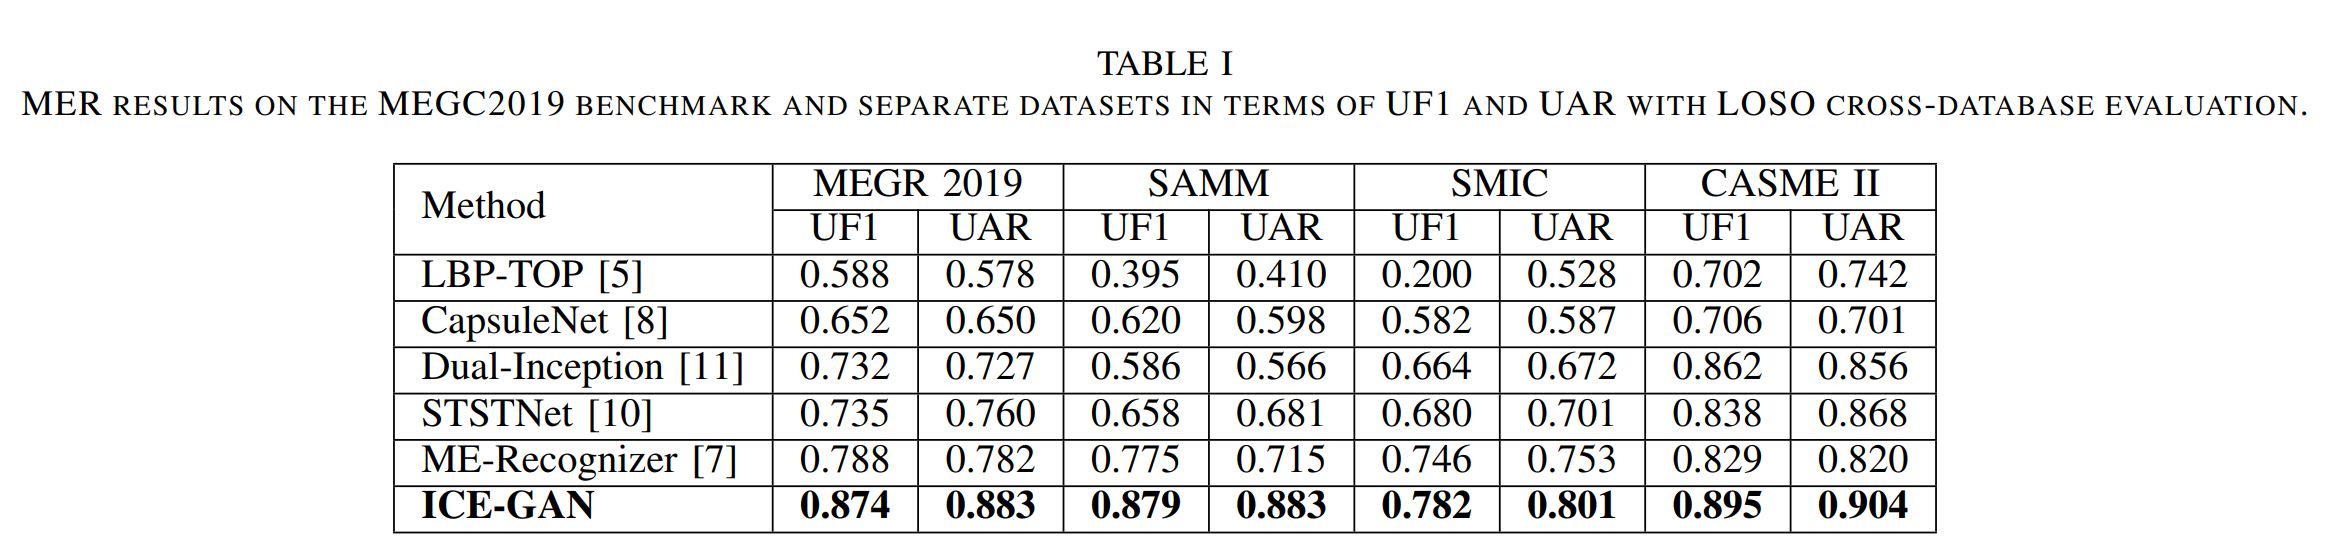 TABLE I
MER RESULTS ON THE MEGC2019 BENCHMARK AND SEPARATE DATASETS IN TERMS OF UF1 AND UAR WITH LOSO CROSS-DATABASE EVALUATION.
Method MEGR 2019 SAMM SMIC CASME II
UF1 UAR UF1 UAR UF1 UAR UF1 UAR
LBP-TOP [5] 0.588 0.578 0.395 0.410 0.200 0.528 0.702 0.742
CapsuleNet [8] 0.652 0.650 0.620 0.598 0.582 0.587 0.706 0.701
Dual-Inception [11] 0.732 0.727 0.586 0.566 0.664 0.672 0.862 0.856
STSTNet [10] 0.735 0.760 0.658 0.681 0.680 0.701 0.838 0.868
ME-Recognizer [7] 0.788 0.782 0.775 0.715 0.746 0.753 0.829 0.820
ICE-GAN 0.874 0.883 0.879 0.883 0.782 0.801 0.895 0.904